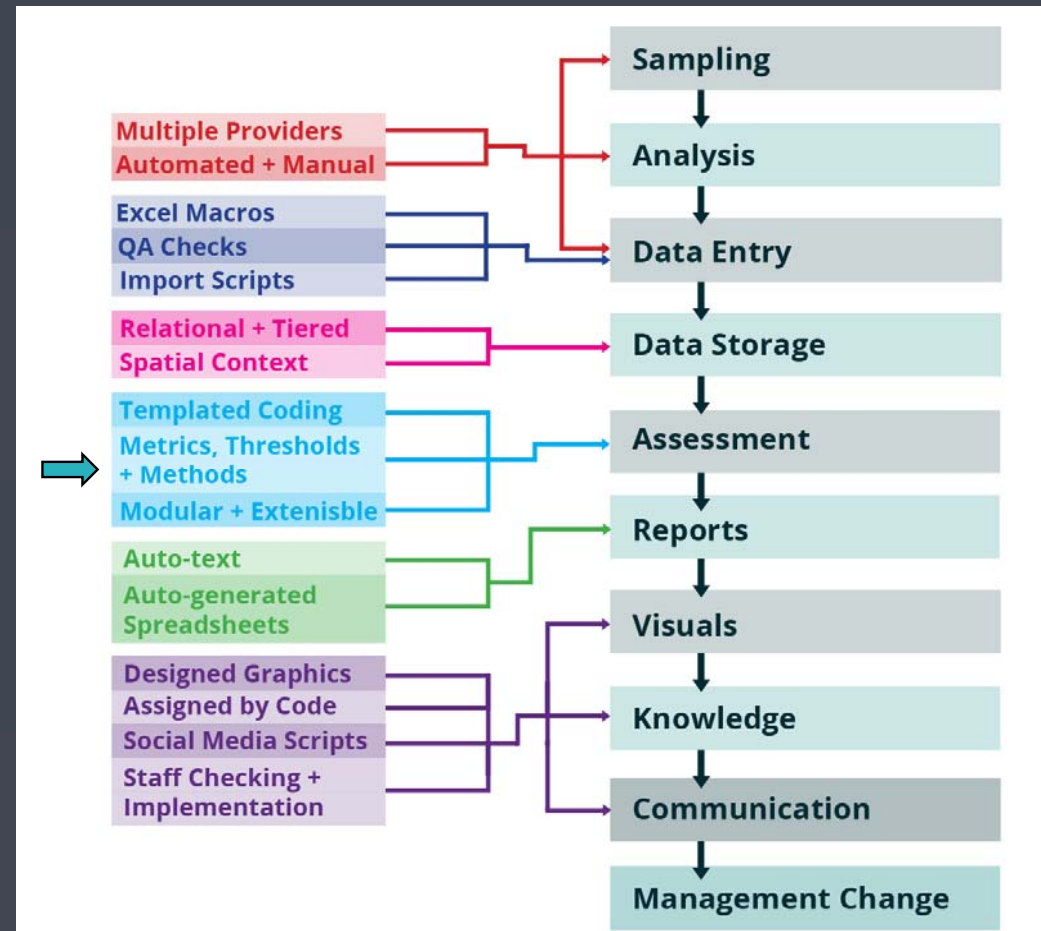 Multiple Providers
Automated + Manual
Excel Macros
QA Checks
Import Scripts
Relational + Tiered
Spatial Context
Templated Coding
Metrics, Thresholds
+ Methods
Modular + Extenisble
Auto-text
Auto-generated
Spreadsheets
Designed Graphics
Assigned by Code
Social Media Scripts
Staff Checking +
Implementation
Sampling
Analysis
Data Entry
Data Storage
Assessment
Reports
Visuals
Knowledge
Communication
Management Change